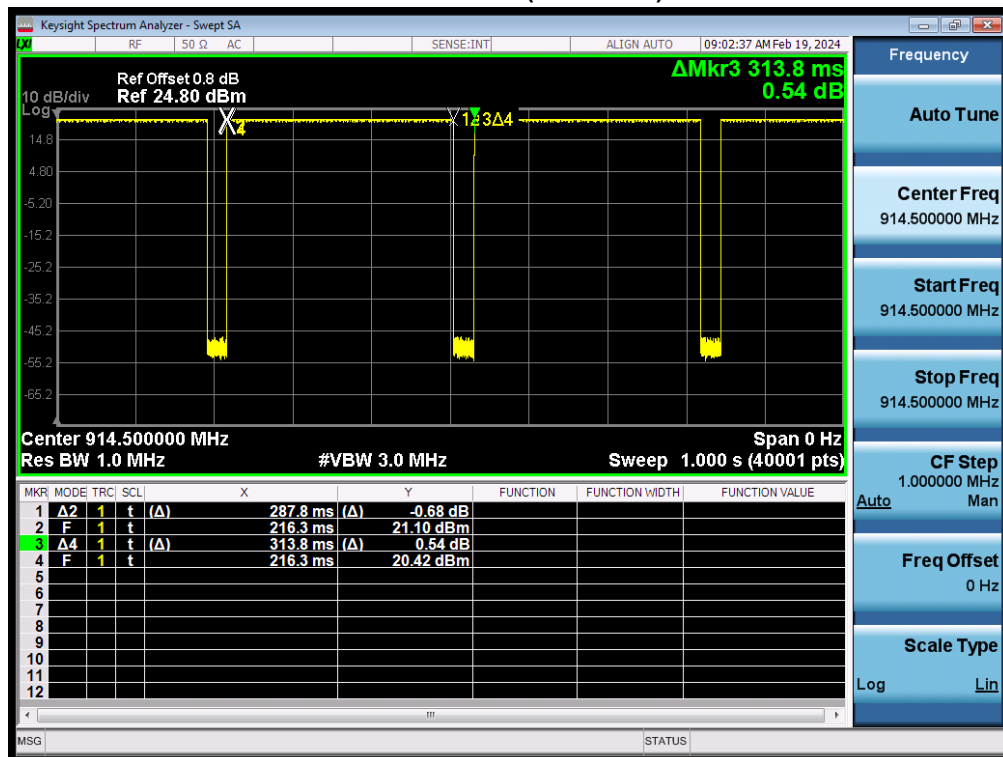 Keysight Spectrum Analyzer - Swept SA
LXI RF 50 Ω AC SENSE:INT ALIGN AUTO 09:02:37 AM Feb 19, 2024
Frequency
ΔMkr3 313.8 ms
0.54 dB
Ref Offset 0.8 dB
10 dB/div Ref 24.80 dBm
Log
X2 4 X 1Δ2 3Δ4
14.8
4.80
-5.20
-15.2
-25.2
-35.2
-45.2
-55.2
-65.2
Center 914.500000 MHz Span 0 Hz
Res BW 1.0 MHz #VBW 3.0 MHz Sweep 1.000 s (40001 pts)
MKR MODE TRC SCL X Y FUNCTION FUNCTION WIDTH FUNCTION VALUE
1 Δ2 1 t (Δ) 287.8 ms (Δ) -0.68 dB
2 F 1 t 216.3 ms 21.10 dBm
3 Δ4 1 t (Δ) 313.8 ms (Δ) 0.54 dB
4 F 1 t 216.3 ms 20.42 dBm
5
6
7
8
9
10
11
12
MSG STATUS
Auto Tune
Center Freq
914.500000 MHz
Start Freq
914.500000 MHz
Stop Freq
914.500000 MHz
CF Step
1.000000 MHz
Auto Man
Freq Offset
0 Hz
Scale Type
Log Lin